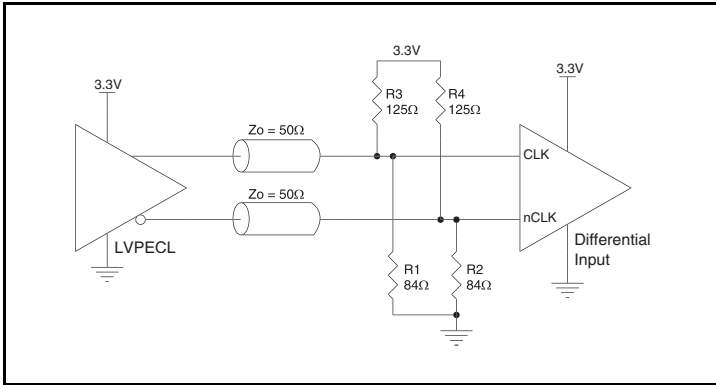 3.3V
3.3V
3.3V
R3
125Ω
R4
125Ω
Zo = 50Ω
CLK
Zo = 50Ω
nCLK
LVPECL
Differential
Input
R1
84Ω
R2
84Ω